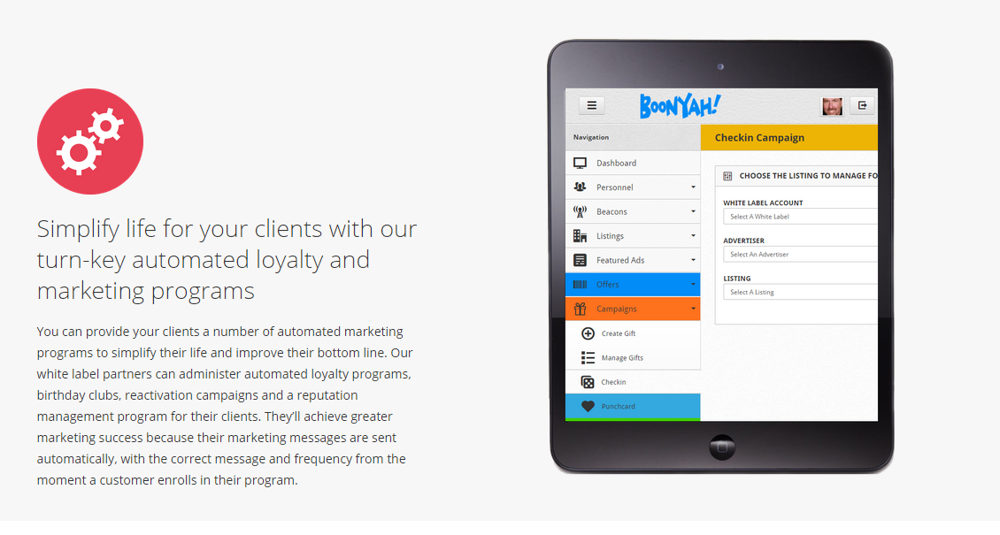 Simplify life for your clients with our
turn-key automated loyalty and
marketing programs
You can provide your clients a number of automated marketing
programs to simplify their life and improve their bottom line. Our
white label partners can administer automated loyalty programs,
birthday clubs, reactivation campaigns and a reputation
management program for their clients. They'll achieve greater
marketing success because their marketing messages are sent
automatically, with the correct message and frequency from the
moment a customer enrolls in their program.
BOONYAH!
Navigation
Dashboard
Personnel
Beacons
Listings
Featured Ads
Offers
Campaigns
Create Gift
Manage Gifts
Checkin
Punchcard
Checkin Campaign
CHOOSE THE LISTING TO MANAGE FO
WHITE LABEL ACCOUNT
Select A White Label
ADVERTISER
Select An Advertiser
LISTING
Select A Listing